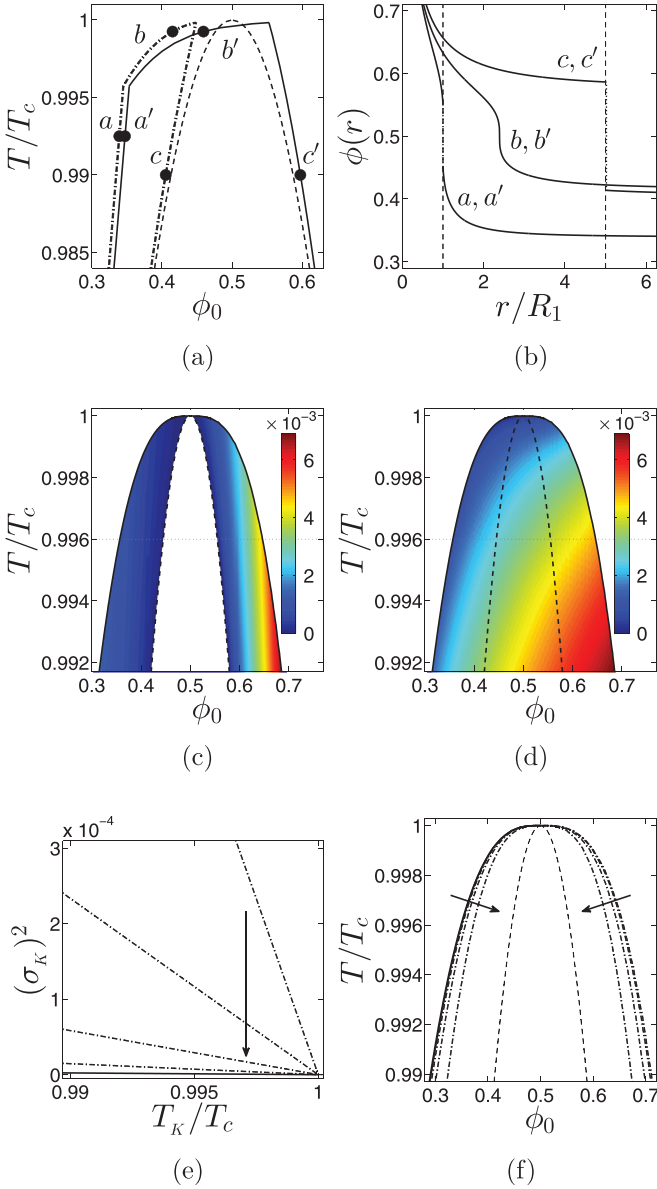 1
0.995
0.99
0.985
T/T_c
b
b′
a
a′
c
c′
0.3 0.4 0.5 0.6
ϕ_0
(a)
0.7
0.6
0.5
0.4
0.3
ϕ(r)
c, c′
b, b′
a, a′
0 2 4 6
r/R_1
(b)
1
0.998
0.996
0.994
0.992
T/T_c
× 10^−3
6
4
2
0
0.3 0.4 0.5 0.6 0.7
ϕ_0
(c)
1
0.998
0.996
0.994
0.992
T/T_c
× 10^−3
6
4
2
0
0.3 0.4 0.5 0.6 0.7
ϕ_0
(d)
x 10^−4
3
2
1
0
(σ_K)^2
0.99 0.995 1
T_K/T_c
(e)
1
0.998
0.996
0.994
0.992
0.99
T/T_c
0.3 0.4 0.5 0.6 0.7
ϕ_0
(f)